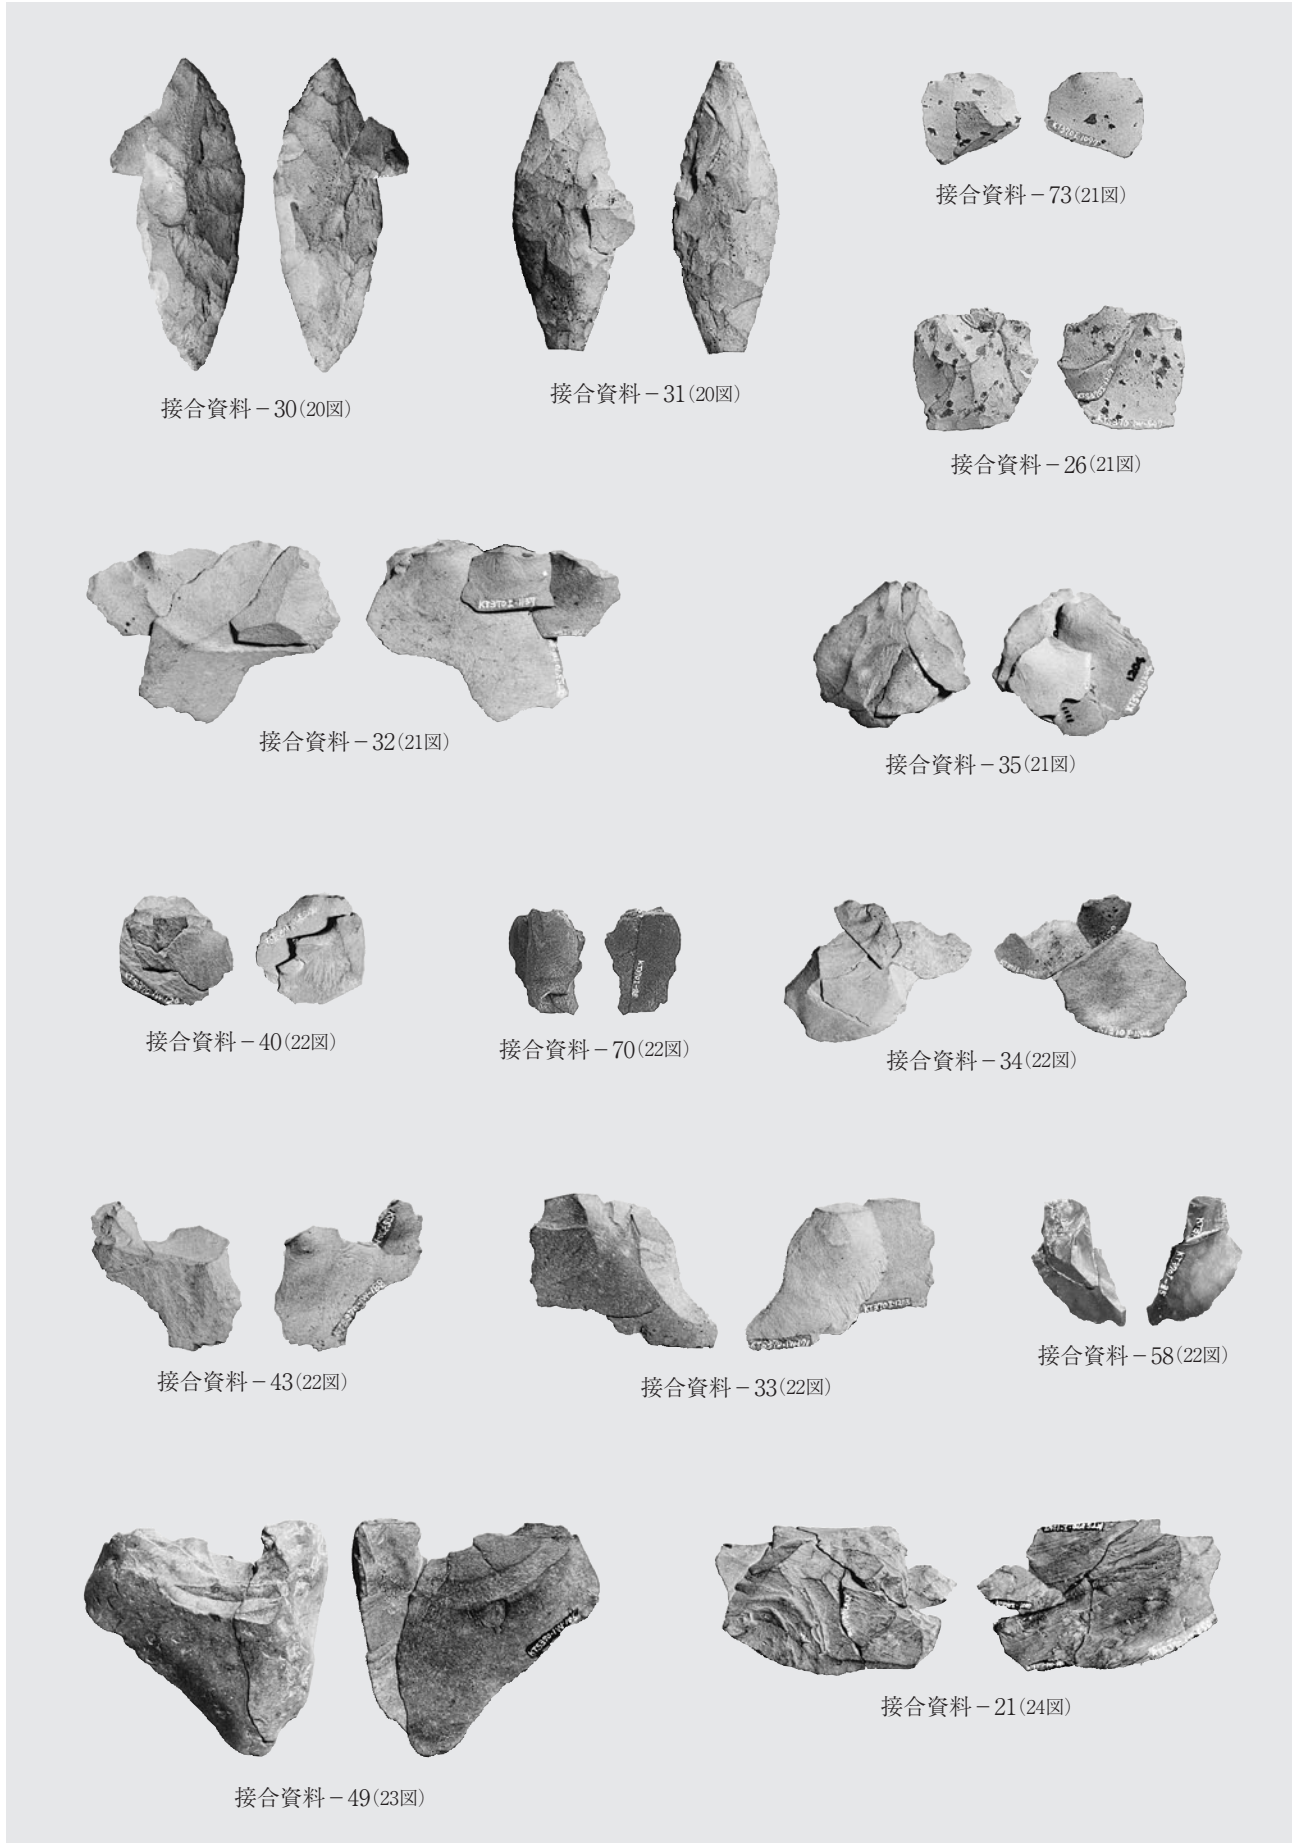 接合資料－30(20図)
接合資料－31(20図)
接合資料－73(21図)
接合資料－26(21図)
接合資料－32(21図)
接合資料－35(21図)
接合資料－40(22図)
接合資料－70(22図)
接合資料－34(22図)
接合資料－43(22図)
接合資料－33(22図)
接合資料－58(22図)
接合資料－49(23図)
接合資料－21(24図)